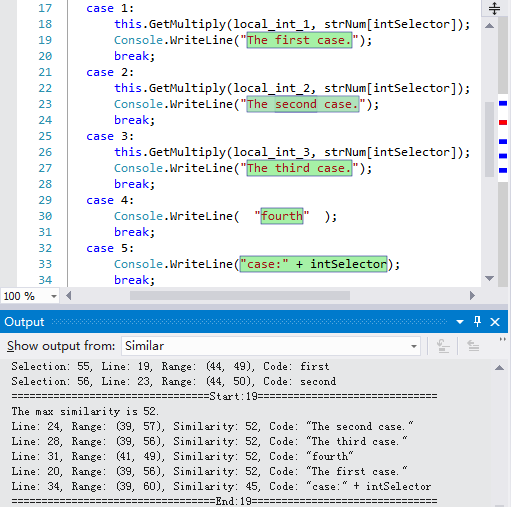 17 case 1:
18 this.GetMultiply(local_int_1, strNum[intSelector]);
19 Console.WriteLine("The first case.");
20 break;
21 case 2:
22 this.GetMultiply(local_int_2, strNum[intSelector]);
23 Console.WriteLine("The second case.");
24 break;
25 case 3:
26 this.GetMultiply(local_int_3, strNum[intSelector]);
27 Console.WriteLine("The third case.");
28 break;
29 case 4:
30 Console.WriteLine(  "fourth"  );
31 break;
32 case 5:
33 Console.WriteLine("case:" + intSelector);
34 break;
100 %
Output
Show output from: Similar
Selection: 55, Line: 19, Range: (44, 49), Code: first
Selection: 56, Line: 23, Range: (44, 50), Code: second
=================================Start:19==============================
The max similarity is 52.
Line: 24, Range: (39, 57), Similarity: 52, Code: "The second case."
Line: 28, Range: (39, 56), Similarity: 52, Code: "The third case."
Line: 31, Range: (41, 49), Similarity: 52, Code: "fourth"
Line: 20, Range: (39, 56), Similarity: 52, Code: "The first case."
Line: 34, Range: (39, 60), Similarity: 45, Code: "case:" + intSelector
==================================End:19===============================